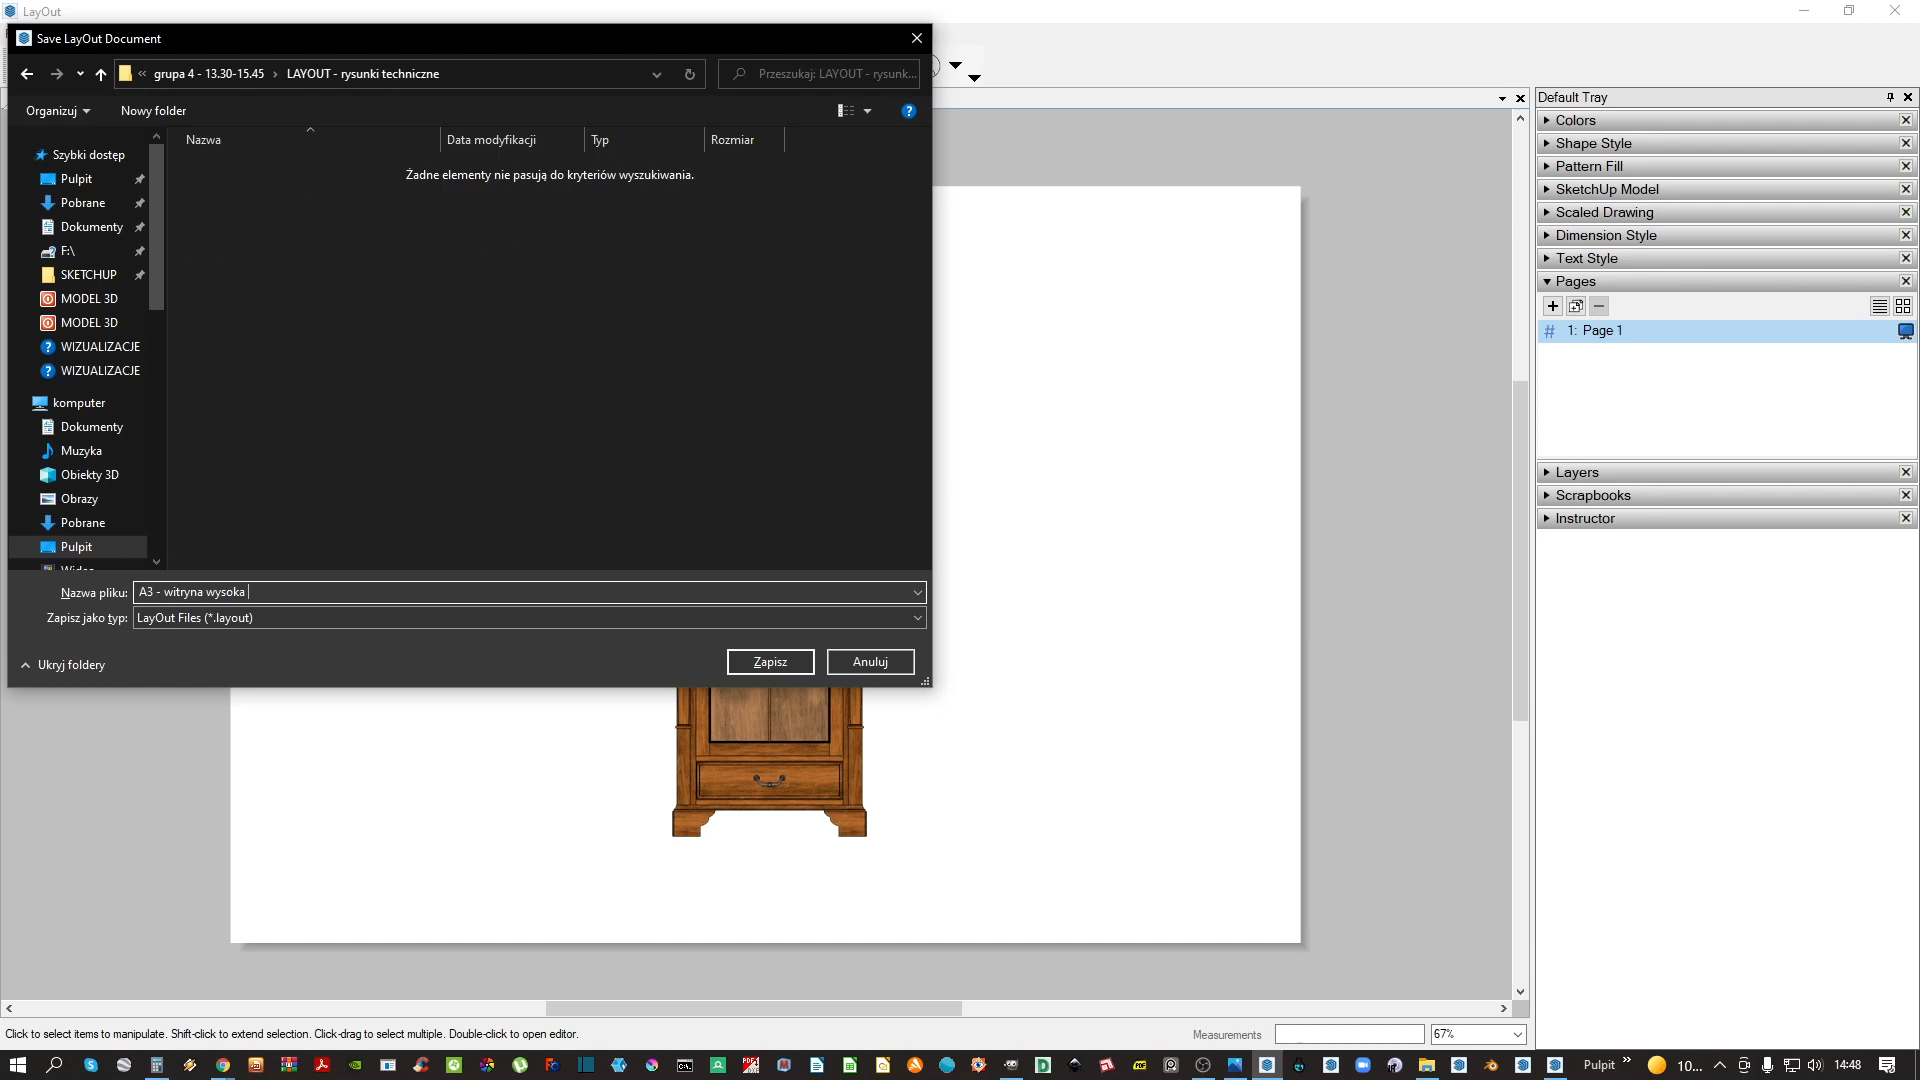 LayOut
Save LayOut Document
« grupa 4 - 13.30-15.45 › LAYOUT - rysunki techniczne
Przeszukaj: LAYOUT - rysunk...
Organizuj
Nowy folder
Nazwa
Data modyfikacji
Typ
Rozmiar
Żadne elementy nie pasują do kryteriów wyszukiwania.
Szybki dostęp
Pulpit
Pobrane
Dokumenty
F:\
SKETCHUP
MODEL 3D
MODEL 3D
WIZUALIZACJE
WIZUALIZACJE
komputer
Dokumenty
Muzyka
Obiekty 3D
Obrazy
Pobrane
Pulpit
Nazwa pliku: A3 - witryna wysoka
Zapisz jako typ: LayOut Files (*.layout)
Ukryj foldery
Zapisz
Anuluj
Default Tray
Colors
Shape Style
Pattern Fill
SketchUp Model
Scaled Drawing
Dimension Style
Text Style
Pages
# 1: Page 1
Layers
Scrapbooks
Instructor
Click to select items to manipulate. Shift-click to extend selection. Click-drag to select multiple. Double-click to open editor.
Measurements
67%
Pulpit
10...
14:48